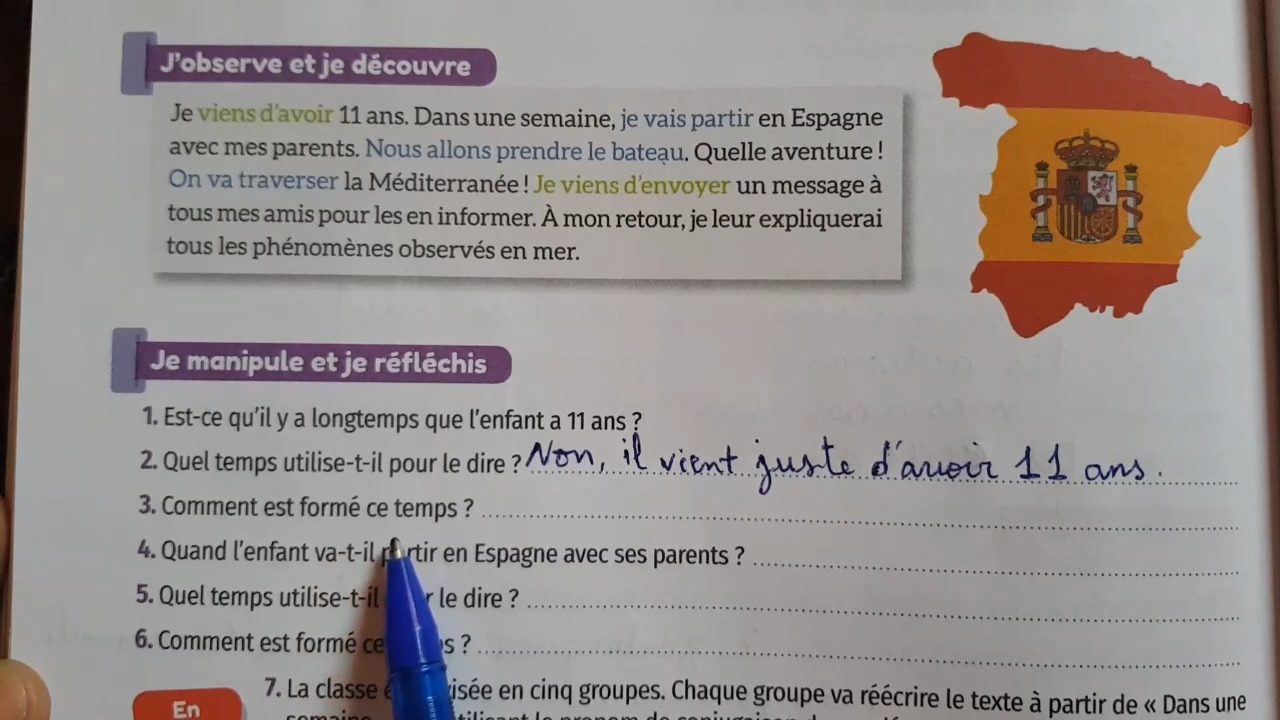 J'observe et je découvre
Je viens d'avoir 11 ans. Dans une semaine, je vais partir en Espagne
avec mes parents. Nous allons prendre le bateau. Quelle aventure !
On va traverser la Méditerranée ! Je viens d'envoyer un message à
tous mes amis pour les en informer. À mon retour, je leur expliquerai
tous les phénomènes observés en mer.
Je manipule et je réfléchis
1. Est-ce qu'il y a longtemps que l'enfant a 11 ans ?
2. Quel temps utilise-t-il pour le dire ? Non, il vient juste d'avoir 11 ans.
3. Comment est formé ce temps ?
4. Quand l'enfant va-t-il partir en Espagne avec ses parents ?
5. Quel temps utilise-t-il le dire ?
6. Comment est formé ce ?
7. La classe en cinq groupes. Chaque groupe va réécrire le texte à partir de « Dans une
En